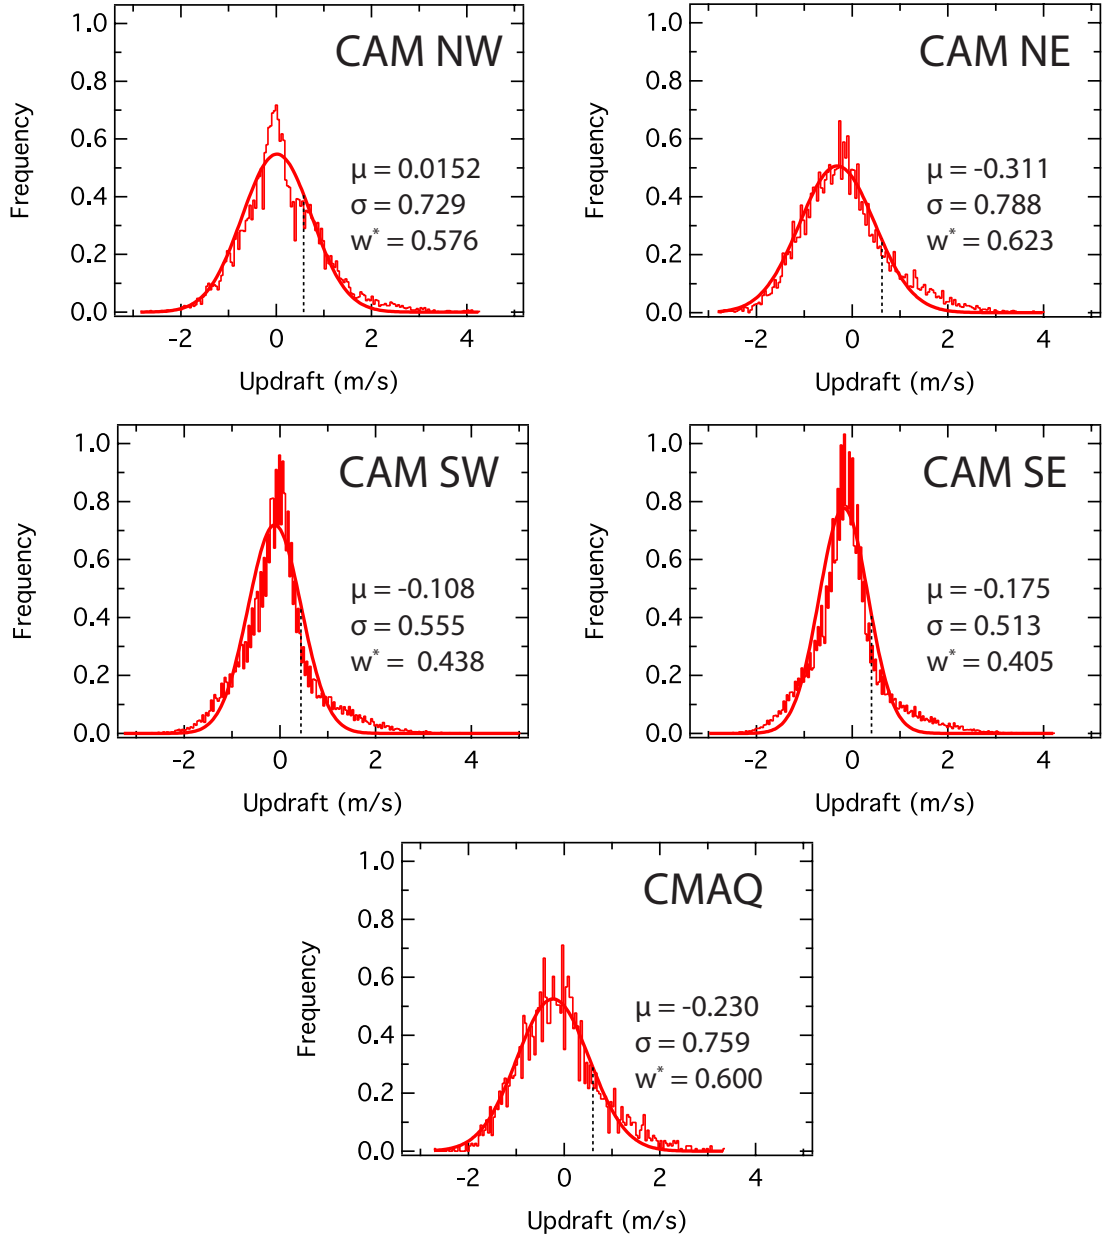 CAM NW
1.0
0.8
0.6
0.4
0.2
0.0
Frequency
μ = 0.0152
σ = 0.729
w* = 0.576
-2
0
2
4
Updraft (m/s)
CAM NE
1.0
0.8
0.6
0.4
0.2
0.0
Frequency
μ = -0.311
σ = 0.788
w* = 0.623
-2
0
2
4
Updraft (m/s)
CAM SW
1.0
0.8
0.6
0.4
0.2
0.0
Frequency
μ = -0.108
σ = 0.555
w* = 0.438
-2
0
2
4
Updraft (m/s)
CAM SE
1.0
0.8
0.6
0.4
0.2
0.0
Frequency
μ = -0.175
σ = 0.513
w* = 0.405
-2
0
2
4
Updraft (m/s)
CMAQ
1.0
0.8
0.6
0.4
0.2
0.0
Frequency
μ = -0.230
σ = 0.759
w* = 0.600
-2
0
2
4
Updraft (m/s)